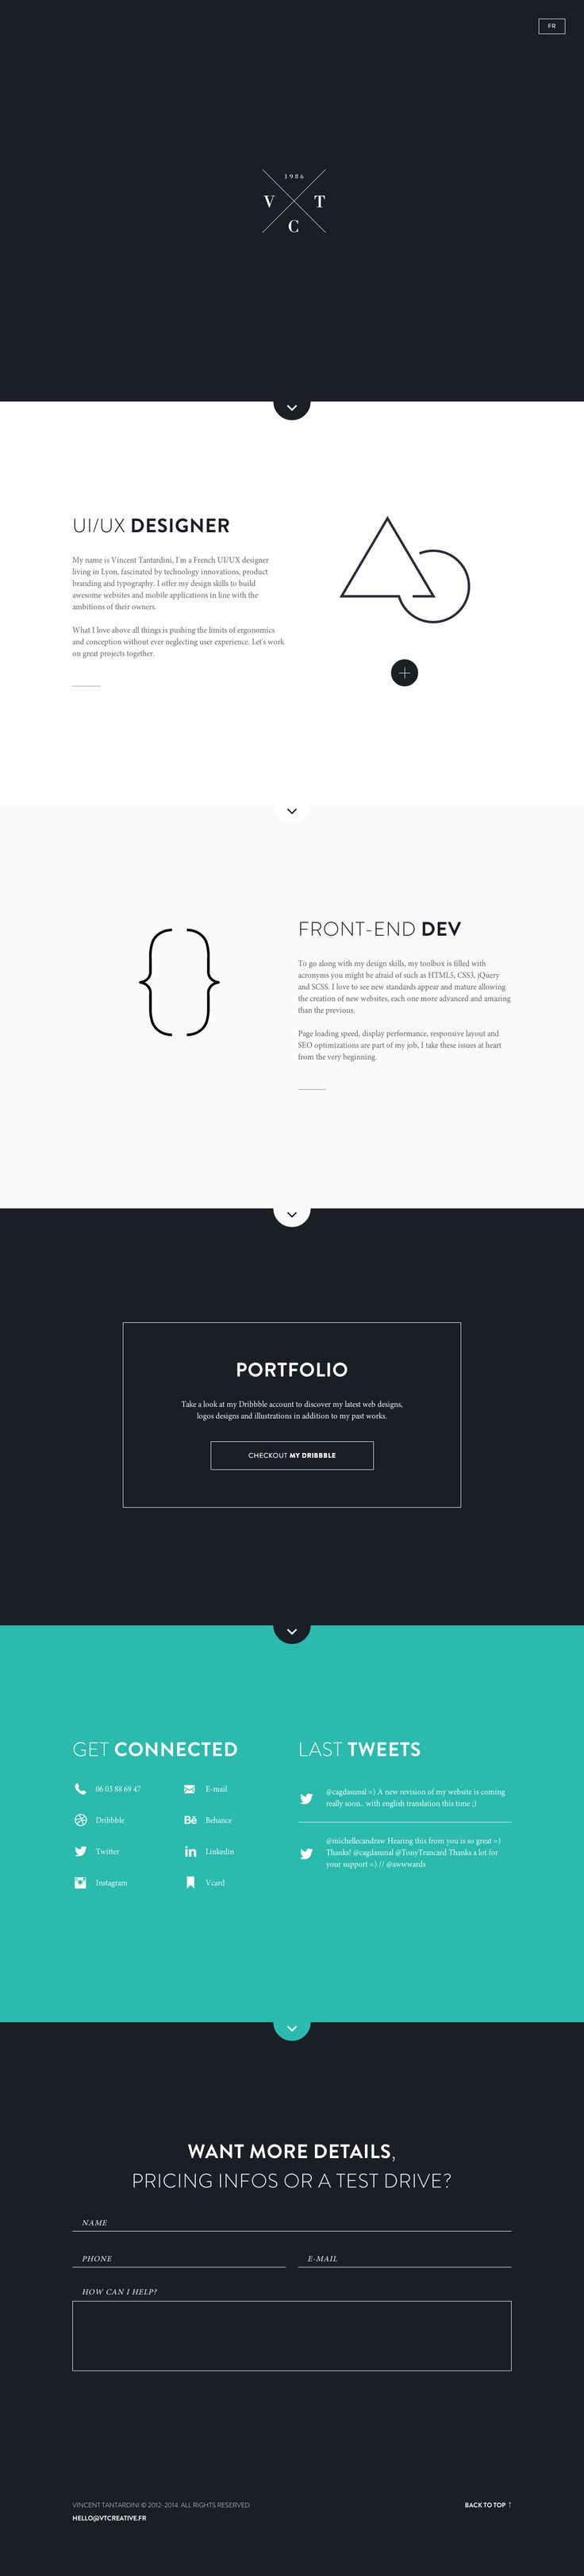 FR
1986
V T
C
UI/UX DESIGNER
My name is Vincent Tantardini, I'm a French UI/UX designer
living in Lyon, fascinated by technology innovations, product
branding and typography. I offer my design skills to build
awesome websites and mobile applications in line with the
ambitions of their owners.
What I love above all things is pushing the limits of ergonomics
and conception without ever neglecting user experience. Let's work
on great projects together.
FRONT-END DEV
To go along with my design skills, my toolbox is filled with
acronyms you might be afraid of such as HTML5, CSS3, jQuery
and SCSS. I love to see new standards appear and mature allowing
the creation of new websites, each one more advanced and amazing
than the previous.
Page loading speed, display performance, responsive layout and
SEO optimizations are part of my job, I take these issues at heart
from the very beginning.
PORTFOLIO
Take a look at my Dribbble account to discover my latest web designs,
logos designs and illustrations in addition to my past works.
CHECKOUT MY DRIBBBLE
GET CONNECTED
06 03 88 69 47
E-mail
Dribbble
Behance
Twitter
Linkedin
Instagram
Vcard
LAST TWEETS
@cagdasunal =) A new revision of my website is coming
really soon.. with english translation this time ;)
@michellecandraw Hearing this from you is so great =)
Thanks! @cagdasunal @TonyTrancard Thanks a lot for
your support =) // @awwwards
WANT MORE DETAILS,
PRICING INFOS OR A TEST DRIVE?
NAME
PHONE
E-MAIL
HOW CAN I HELP?
VINCENT TANTARDINI © 2012-2014. ALL RIGHTS RESERVED.
HELLO@VTCREATIVE.FR
BACK TO TOP ↑